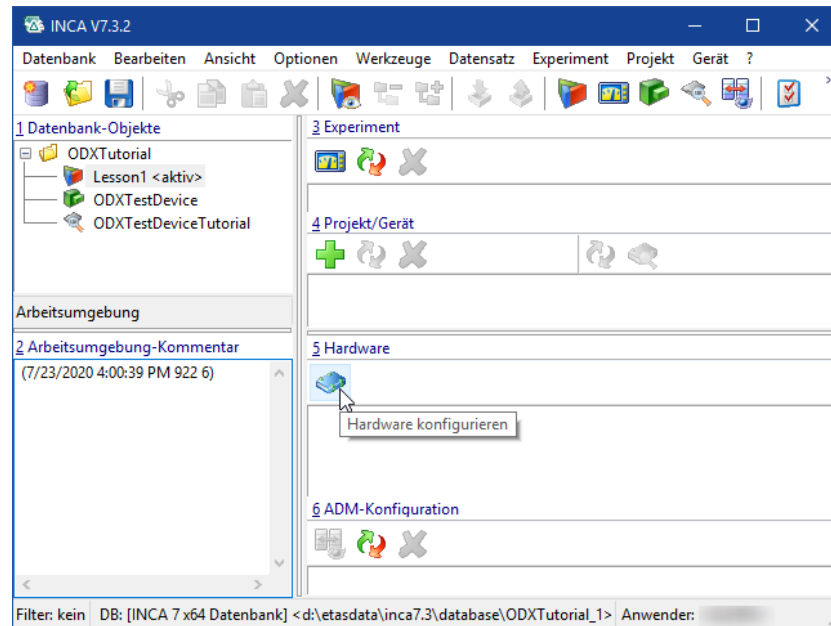 INCA V7.3.2
Datenbank Bearbeiten Ansicht Optionen Werkzeuge Datensatz Experiment Projekt Gerät ?
1 Datenbank-Objekte
ODXTutorial
Lesson1 <aktiv>
ODXTestDevice
ODXTestDeviceTutorial
Arbeitsumgebung
2 Arbeitsumgebung-Kommentar
(7/23/2020 4:00:39 PM 922 6)
3 Experiment
4 Projekt/Gerät
5 Hardware
Hardware konfigurieren
6 ADM-Konfiguration
Filter: kein DB: [INCA 7 x64 Datenbank] <d:\etasdata\inca7.3\database\ODXTutorial_1> Anwender: